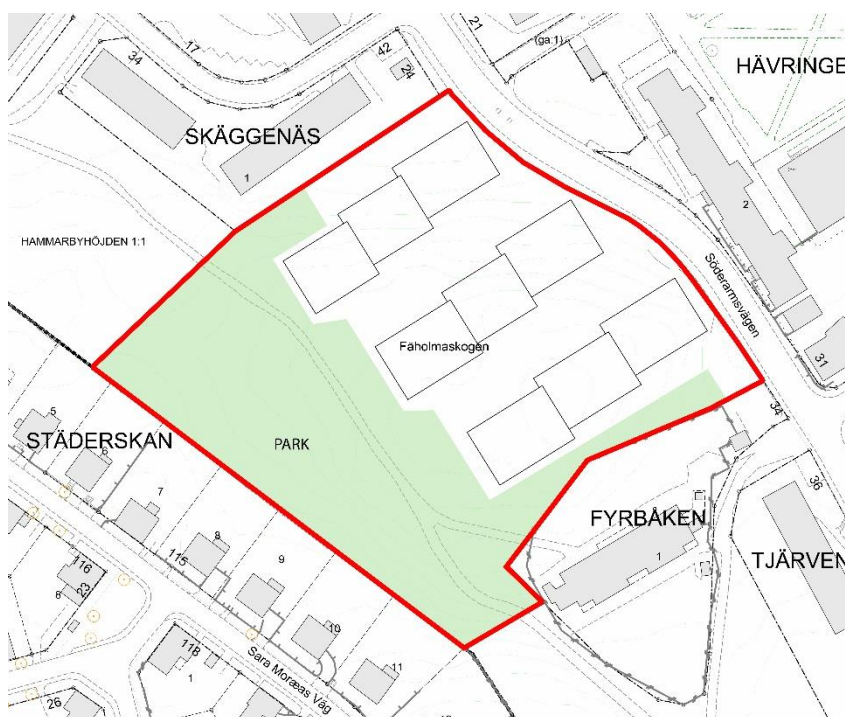 21
17
42
34
24
(ga:1)
HÄVRINGE
SKÄGGENÄS
1
2
HAMMARBYHÖJDEN 1:1
Söderarmsvägen
Fäholmaskogen
31
5
34
STÄDERSKAN
6
PARK
36
7
FYRBÅKEN
8
115
1
TJÄRVEN
9
116
23
6
10
118
Sara Moræas Väg
11
1
26
1